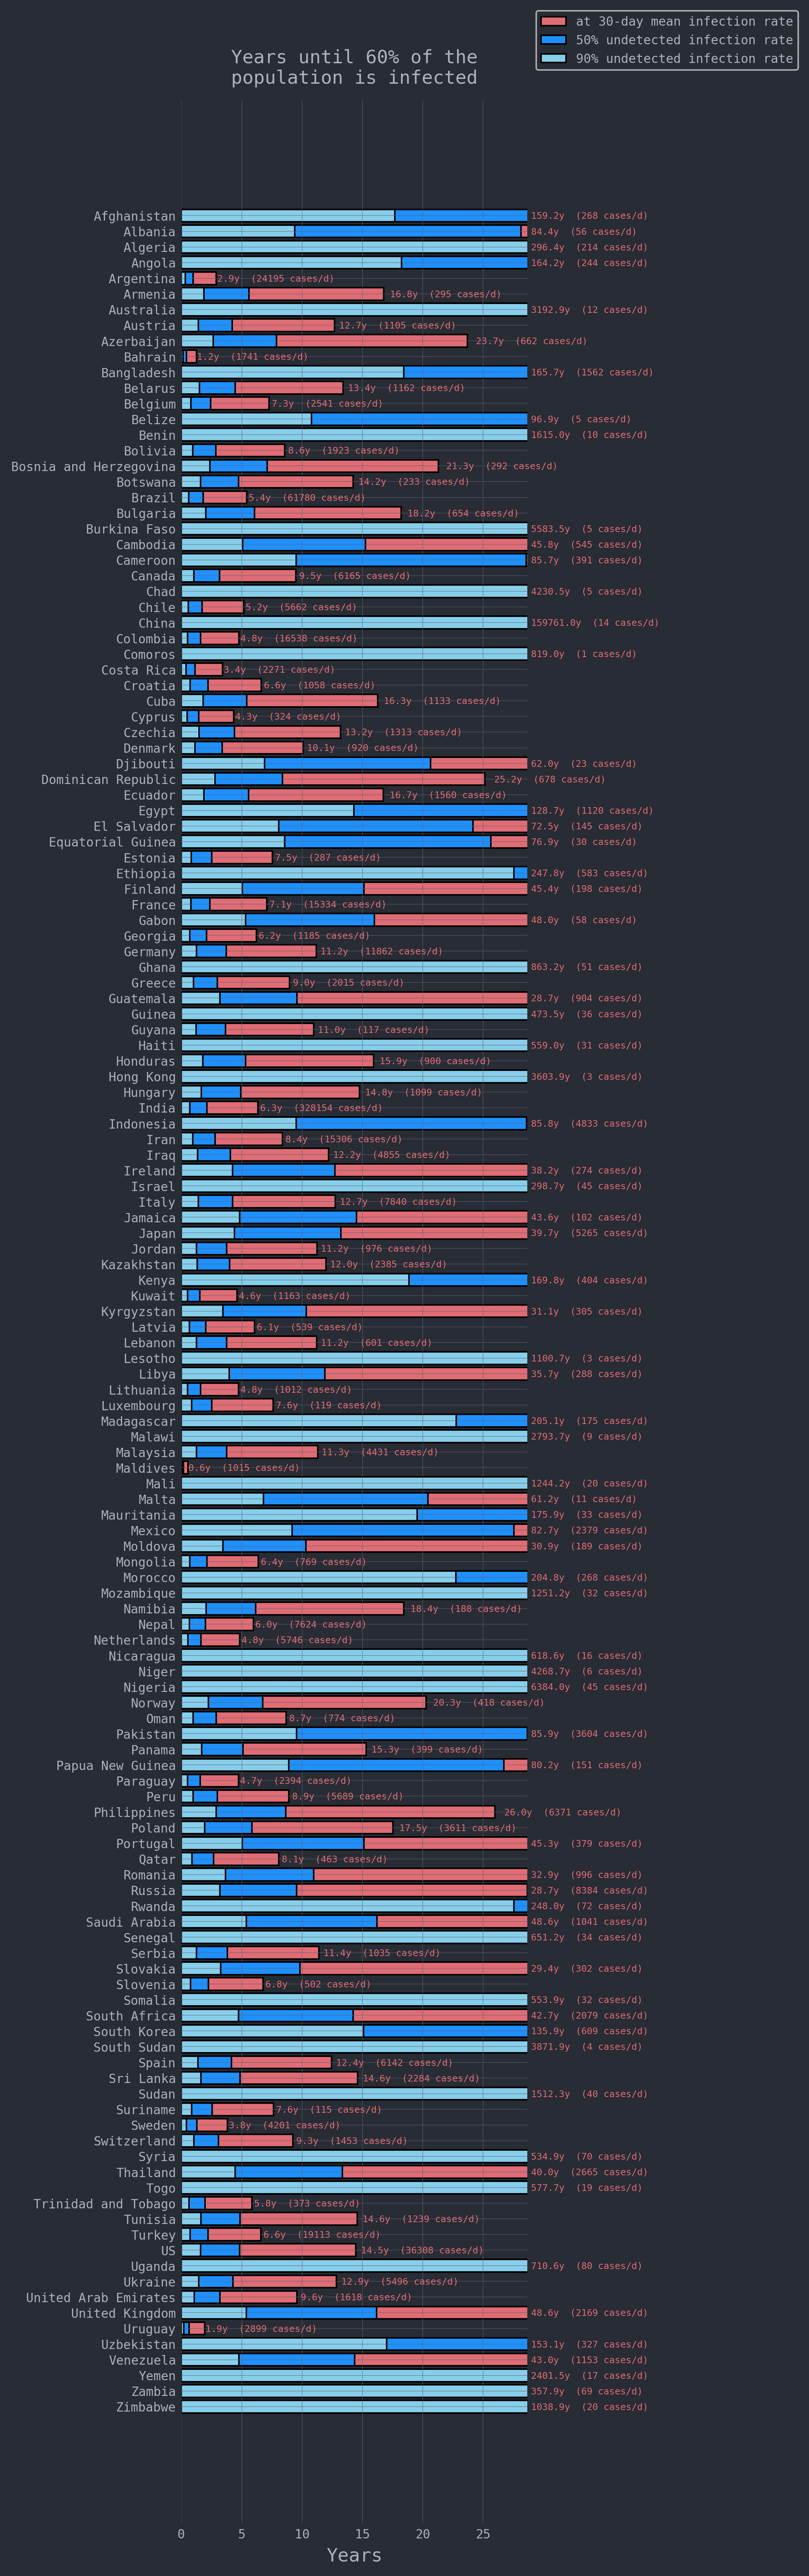 at 30-day mean infection rate
50% undetected infection rate
90% undetected infection rate
Years until 60% of the
population is infected
Afghanistan 159.2y (268 cases/d)
Albania 84.4y (56 cases/d)
Algeria 296.4y (214 cases/d)
Angola 164.2y (244 cases/d)
Argentina 2.9y (24195 cases/d)
Armenia 16.8y (295 cases/d)
Australia 3192.9y (12 cases/d)
Austria 12.7y (1105 cases/d)
Azerbaijan 23.7y (662 cases/d)
Bahrain 1.2y (1741 cases/d)
Bangladesh 165.7y (1562 cases/d)
Belarus 13.4y (1162 cases/d)
Belgium 7.3y (2541 cases/d)
Belize 96.9y (5 cases/d)
Benin 1615.0y (10 cases/d)
Bolivia 8.6y (1923 cases/d)
Bosnia and Herzegovina 21.3y (292 cases/d)
Botswana 14.2y (233 cases/d)
Brazil 5.4y (61780 cases/d)
Bulgaria 18.2y (654 cases/d)
Burkina Faso 5583.5y (5 cases/d)
Cambodia 45.8y (545 cases/d)
Cameroon 85.7y (391 cases/d)
Canada 9.5y (6165 cases/d)
Chad 4230.5y (5 cases/d)
Chile 5.2y (5662 cases/d)
China 159761.0y (14 cases/d)
Colombia 4.8y (16538 cases/d)
Comoros 819.0y (1 cases/d)
Costa Rica 3.4y (2271 cases/d)
Croatia 6.6y (1058 cases/d)
Cuba 16.3y (1133 cases/d)
Cyprus 4.3y (324 cases/d)
Czechia 13.2y (1313 cases/d)
Denmark 10.1y (920 cases/d)
Djibouti 62.0y (23 cases/d)
Dominican Republic 25.2y (678 cases/d)
Ecuador 16.7y (1560 cases/d)
Egypt 128.7y (1120 cases/d)
El Salvador 72.5y (145 cases/d)
Equatorial Guinea 76.9y (30 cases/d)
Estonia 7.5y (287 cases/d)
Ethiopia 247.8y (583 cases/d)
Finland 45.4y (198 cases/d)
France 7.1y (15334 cases/d)
Gabon 48.0y (58 cases/d)
Georgia 6.2y (1185 cases/d)
Germany 11.2y (11862 cases/d)
Ghana 863.2y (51 cases/d)
Greece 9.0y (2015 cases/d)
Guatemala 28.7y (904 cases/d)
Guinea 473.5y (36 cases/d)
Guyana 11.0y (117 cases/d)
Haiti 559.0y (31 cases/d)
Honduras 15.9y (900 cases/d)
Hong Kong 3603.9y (3 cases/d)
Hungary 14.8y (1099 cases/d)
India 6.3y (328154 cases/d)
Indonesia 85.8y (4833 cases/d)
Iran 8.4y (15306 cases/d)
Iraq 12.2y (4855 cases/d)
Ireland 38.2y (274 cases/d)
Israel 298.7y (45 cases/d)
Italy 12.7y (7840 cases/d)
Jamaica 43.6y (102 cases/d)
Japan 39.7y (5265 cases/d)
Jordan 11.2y (976 cases/d)
Kazakhstan 12.0y (2385 cases/d)
Kenya 169.8y (404 cases/d)
Kuwait 4.6y (1163 cases/d)
Kyrgyzstan 31.1y (305 cases/d)
Latvia 6.1y (539 cases/d)
Lebanon 11.2y (601 cases/d)
Lesotho 1100.7y (3 cases/d)
Libya 35.7y (288 cases/d)
Lithuania 4.8y (1012 cases/d)
Luxembourg 7.6y (119 cases/d)
Madagascar 205.1y (175 cases/d)
Malawi 2793.7y (9 cases/d)
Malaysia 11.3y (4431 cases/d)
Maldives 0.6y (1015 cases/d)
Mali 1244.2y (20 cases/d)
Malta 61.2y (11 cases/d)
Mauritania 175.9y (33 cases/d)
Mexico 82.7y (2379 cases/d)
Moldova 30.9y (189 cases/d)
Mongolia 6.4y (769 cases/d)
Morocco 204.8y (268 cases/d)
Mozambique 1251.2y (32 cases/d)
Namibia 18.4y (188 cases/d)
Nepal 6.0y (7624 cases/d)
Netherlands 4.8y (5746 cases/d)
Nicaragua 618.6y (16 cases/d)
Niger 4268.7y (6 cases/d)
Nigeria 6384.0y (45 cases/d)
Norway 20.3y (418 cases/d)
Oman 8.7y (774 cases/d)
Pakistan 85.9y (3604 cases/d)
Panama 15.3y (399 cases/d)
Papua New Guinea 80.2y (151 cases/d)
Paraguay 4.7y (2394 cases/d)
Peru 8.9y (5689 cases/d)
Philippines 26.0y (6371 cases/d)
Poland 17.5y (3611 cases/d)
Portugal 45.3y (379 cases/d)
Qatar 8.1y (463 cases/d)
Romania 32.9y (996 cases/d)
Russia 28.7y (8384 cases/d)
Rwanda 248.0y (72 cases/d)
Saudi Arabia 48.6y (1041 cases/d)
Senegal 651.2y (34 cases/d)
Serbia 11.4y (1035 cases/d)
Slovakia 29.4y (302 cases/d)
Slovenia 6.8y (502 cases/d)
Somalia 553.9y (32 cases/d)
South Africa 42.7y (2079 cases/d)
South Korea 135.9y (609 cases/d)
South Sudan 3871.9y (4 cases/d)
Spain 12.4y (6142 cases/d)
Sri Lanka 14.6y (2284 cases/d)
Sudan 1512.3y (40 cases/d)
Suriname 7.6y (115 cases/d)
Sweden 3.8y (4201 cases/d)
Switzerland 9.3y (1453 cases/d)
Syria 534.9y (70 cases/d)
Thailand 40.0y (2665 cases/d)
Togo 577.7y (19 cases/d)
Trinidad and Tobago 5.8y (373 cases/d)
Tunisia 14.6y (1239 cases/d)
Turkey 6.6y (19113 cases/d)
US 14.5y (36308 cases/d)
Uganda 710.6y (80 cases/d)
Ukraine 12.9y (5496 cases/d)
United Arab Emirates 9.6y (1618 cases/d)
United Kingdom 48.6y (2169 cases/d)
Uruguay 1.9y (2899 cases/d)
Uzbekistan 153.1y (327 cases/d)
Venezuela 43.0y (1153 cases/d)
Yemen 2401.5y (17 cases/d)
Zambia 357.9y (69 cases/d)
Zimbabwe 1038.9y (20 cases/d)
0 5 10 15 20 25
Years